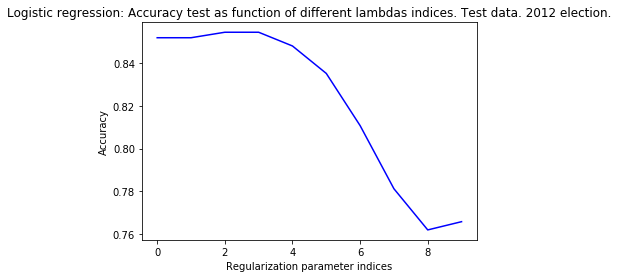 Logistic regression: Accuracy test as function of different lambdas indices. Test data. 2012 election.
0.84
0.82
0.80
0.78
0.76
Accuracy
0 2 4 6 8
Regularization parameter indices